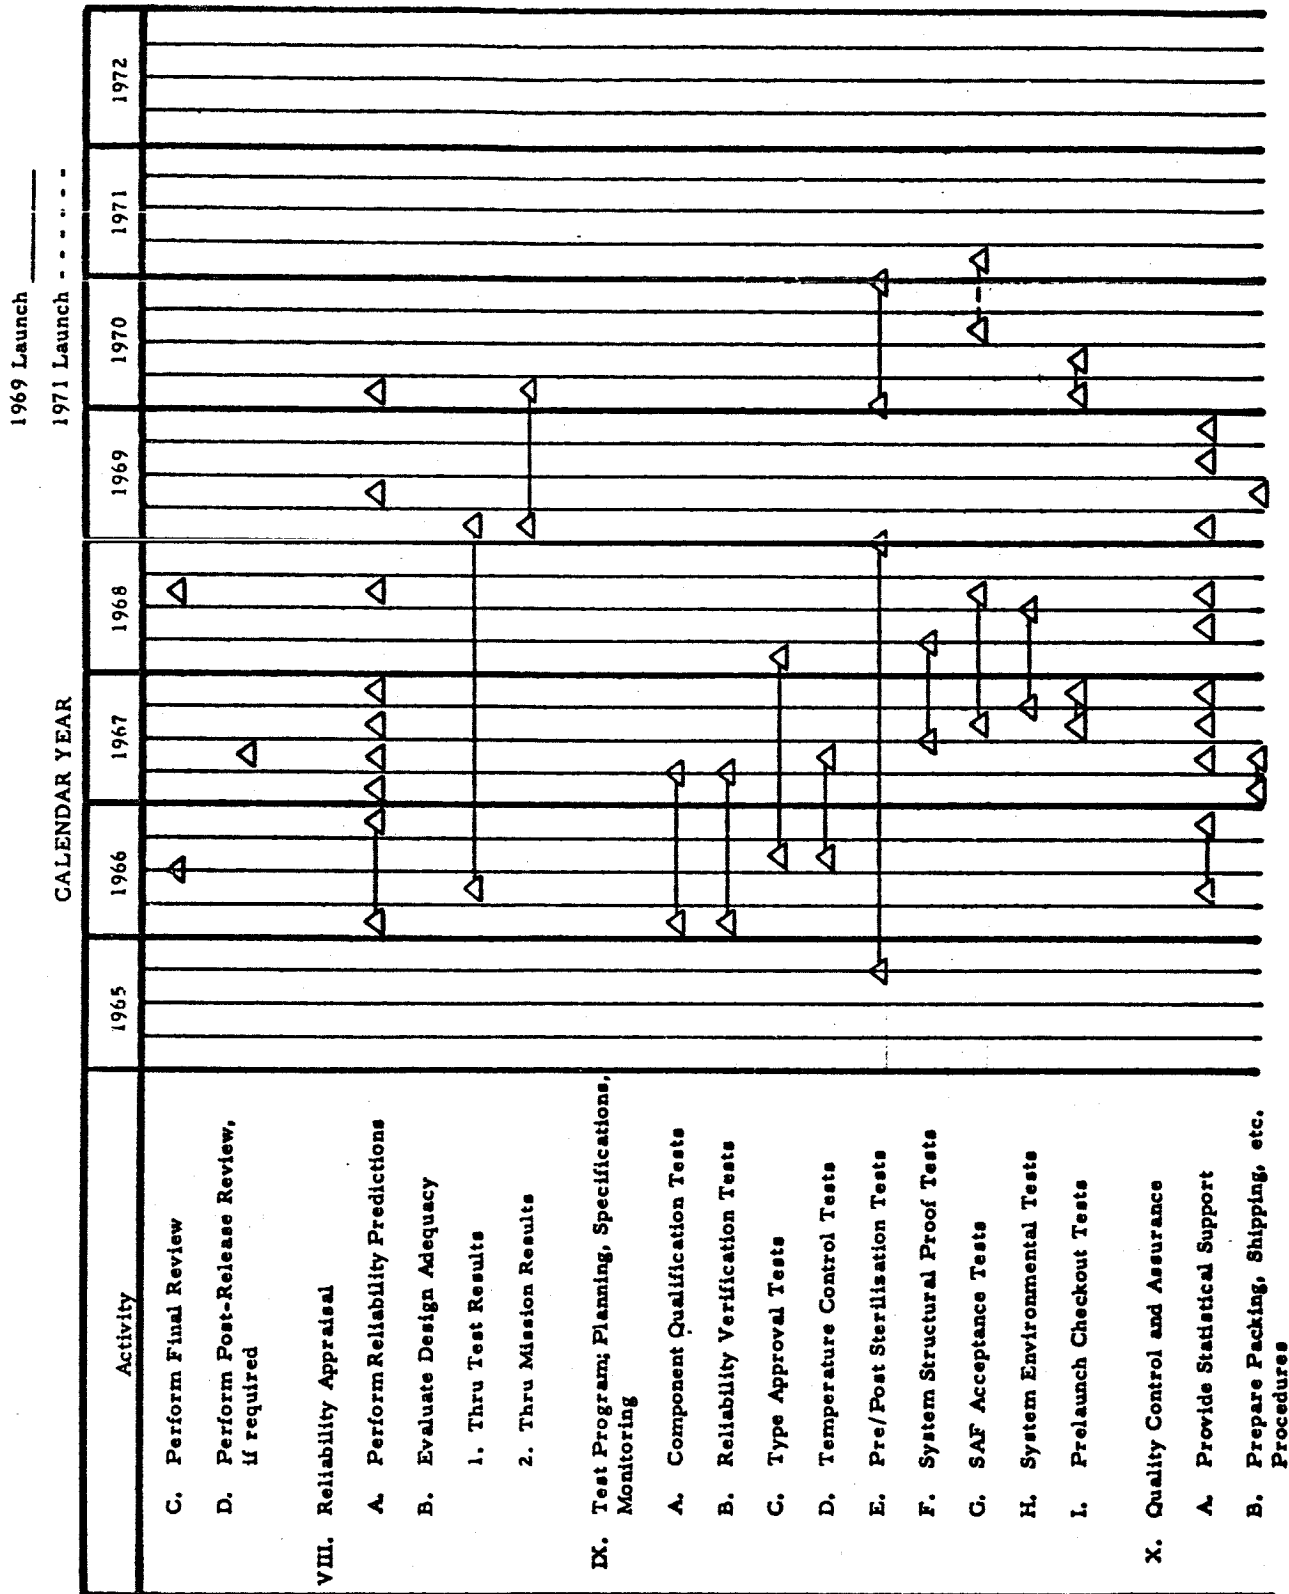 1969 Launch
1971 Launch
CALENDAR YEAR
Activity
1965
1966
1967
1968
1969
1970
1971
1972
C. Perform Final Review
D. Perform Post-Release Review,
if required
VIII. Reliability Appraisal
A. Perform Reliability Predictions
B. Evaluate Design Adequacy
1. Thru Test Results
2. Thru Mission Results
IX. Test Program; Planning, Specifications,
Monitoring
A. Component Qualification Tests
B. Reliability Verification Tests
C. Type Approval Tests
D. Temperature Control Tests
E. Pre/Post Sterilization Tests
F. System Structural Proof Tests
G. SAF Acceptance Tests
H. System Environmental Tests
I. Prelaunch Checkout Tests
X. Quality Control and Assurance
A. Provide Statistical Support
B. Prepare Packing, Shipping, etc.
Procedures